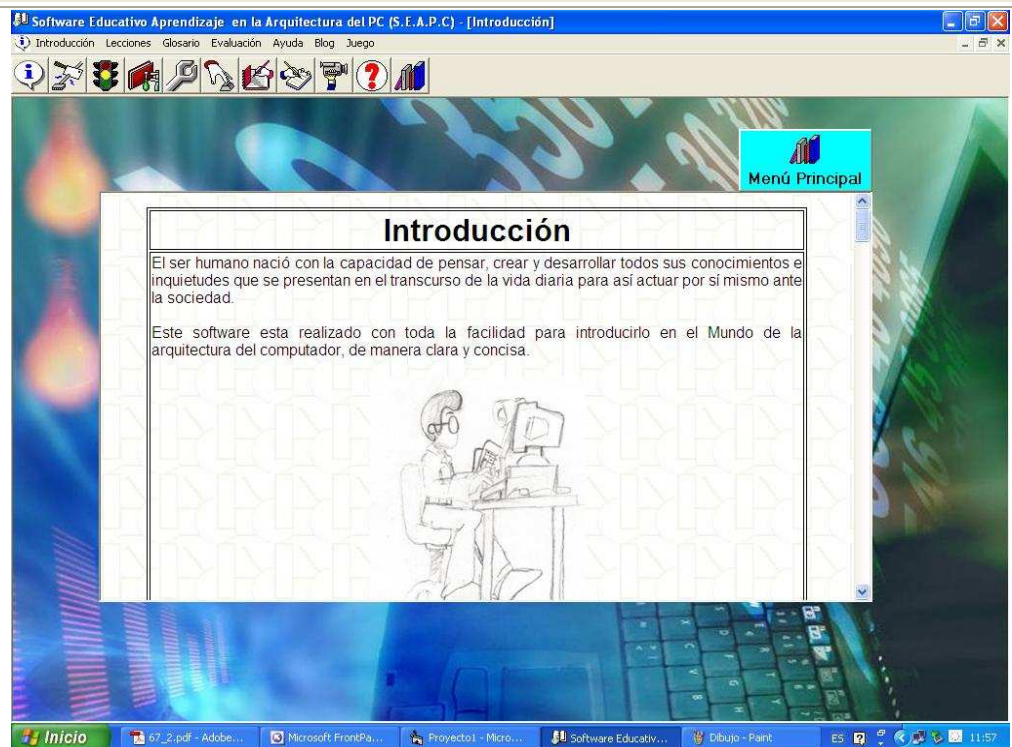 Software Educativo Aprendizaje en la Arquitectura del PC (S.E.A.P.C) - [Introducción]
Introducción Lecciones Glosario Evaluación Ayuda Blog Juego
Menú Principal
Introducción
El ser humano nació con la capacidad de pensar, crear y desarrollar todos sus conocimientos e
inquietudes que se presentan en el transcurso de la vida diaria para así actuar por sí mismo ante
la sociedad.
Este software esta realizado con toda la facilidad para introducirlo en el Mundo de la
arquitectura del computador, de manera clara y concisa.
Inicio 67_2.pdf - Adobe... Microsoft FrontPa... Proyecto1 - Micro... Software Educativ... Dibujo - Paint ES 11:57